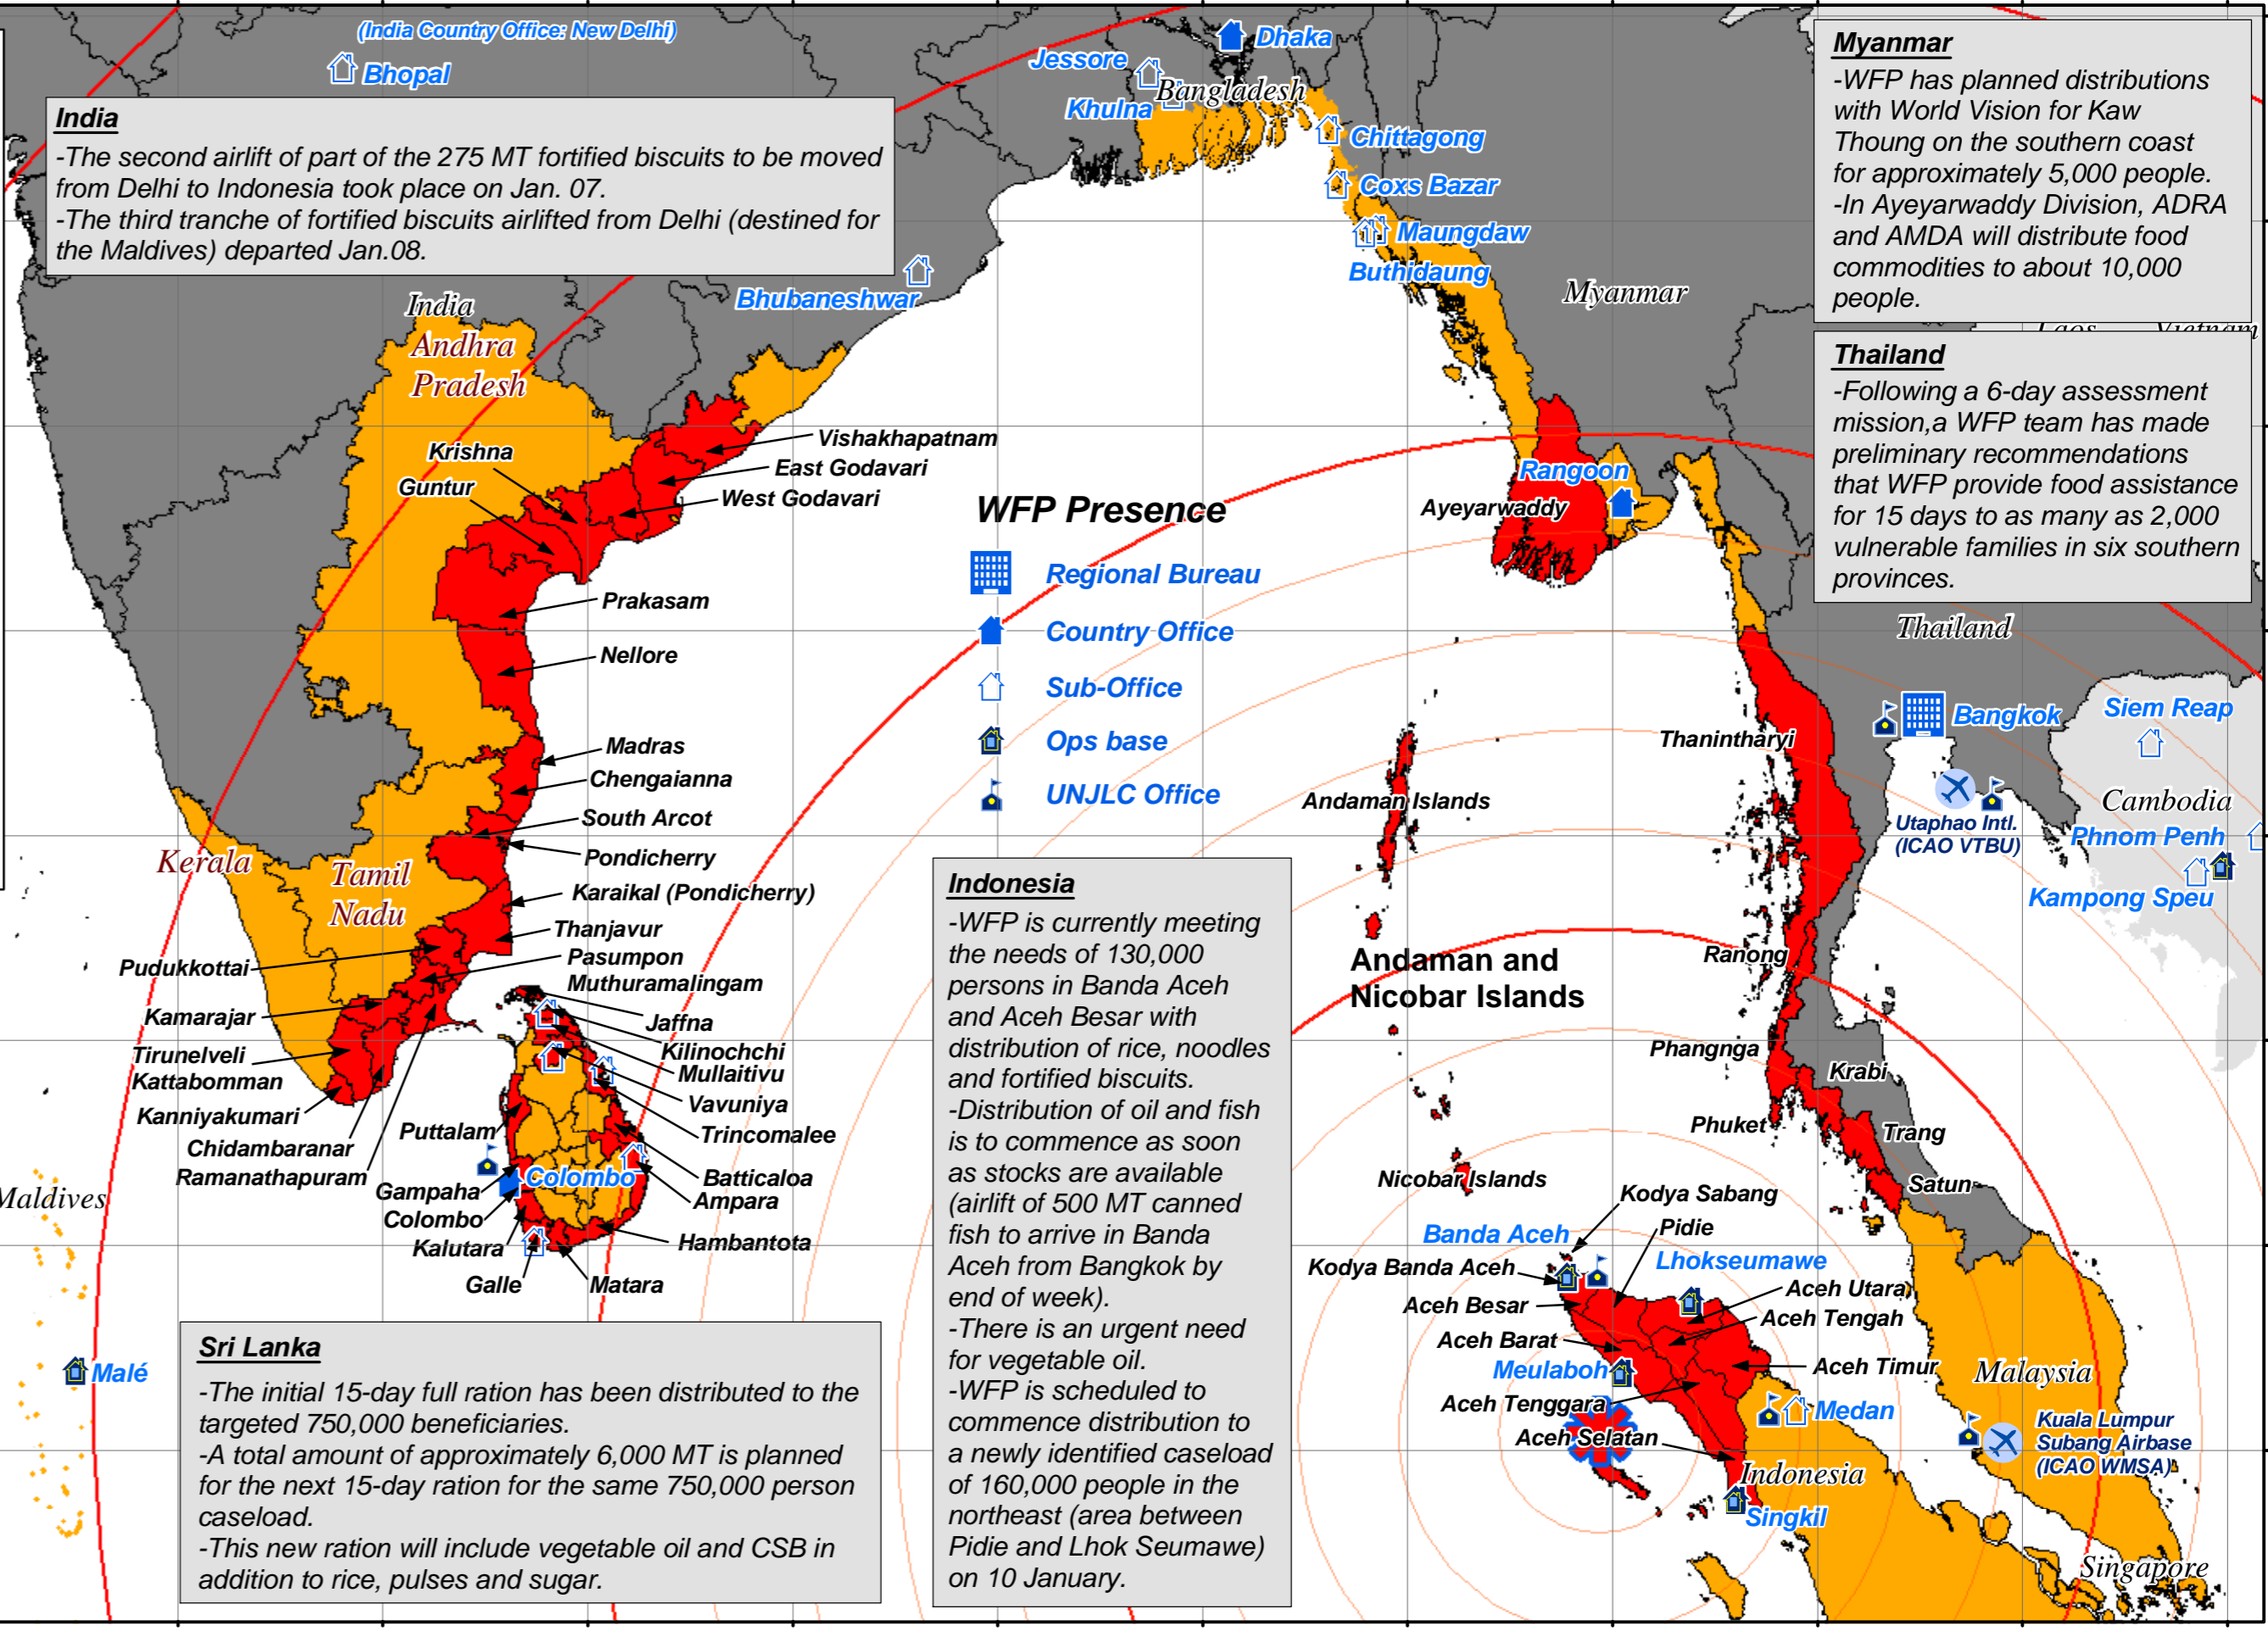 (India Country Office: New Delhi)
Bhopal
Dhaka
Jessore
Bangladesh
Khulna
Chittagong
Coxs Bazar
Maungdaw
Buthidaung
Myanmar
-WFP has planned distributions
with World Vision for Kaw
Thoung on the southern coast
for approximately 5,000 people.
-In Ayeyarwaddy Division, ADRA
and AMDA will distribute food
commodities to about 10,000
people.
India
-The second airlift of part of the 275 MT fortified biscuits to be moved
from Delhi to Indonesia took place on Jan. 07.
-The third tranche of fortified biscuits airlifted from Delhi (destined for
the Maldives) departed Jan.08.
Bhubaneshwar
Myanmar
Laos
Vietnam
India
Andhra
Pradesh
Thailand
-Following a 6-day assessment
mission,a WFP team has made
preliminary recommendations
that WFP provide food assistance
for 15 days to as many as 2,000
vulnerable families in six southern
provinces.
Vishakhapatnam
Krishna
East Godavari
Guntur
West Godavari
Rangoon
Ayeyarwaddy
WFP Presence
Regional Bureau
Country Office
Sub-Office
Ops base
UNJLC Office
Prakasam
Nellore
Madras
Chengaianna
South Arcot
Pondicherry
Karaikal (Pondicherry)
Thanjavur
Pasumpon
Muthuramalingam
Kerala
Tamil
Nadu
Pudukkottai
Kamarajar
Tirunelveli
Kattabomman
Kanniyakumari
Chidambaranar
Ramanathapuram
Thailand
Thanintharyi
Bangkok
Siem Reap
Cambodia
Utaphao Intl.
(ICAO VTBU)
Phnom Penh
Kampong Speu
Andaman Islands
Andaman and
Nicobar Islands
Ranong
Phangnga
Krabi
Phuket
Trang
Satun
Nicobar Islands
Jaffna
Kilinochchi
Mullaitivu
Vavuniya
Trincomalee
Puttalam
Batticaloa
Ampara
Colombo
Gampaha
Colombo
Kalutara
Hambantota
Galle
Matara
Maldives
Malé
Indonesia
-WFP is currently meeting
the needs of 130,000
persons in Banda Aceh
and Aceh Besar with
distribution of rice, noodles
and fortified biscuits.
-Distribution of oil and fish
is to commence as soon
as stocks are available
(airlift of 500 MT canned
fish to arrive in Banda
Aceh from Bangkok by
end of week).
-There is an urgent need
for vegetable oil.
-WFP is scheduled to
commence distribution to
a newly identified caseload
of 160,000 people in the
northeast (area between
Pidie and Lhok Seumawe)
on 10 January.
Sri Lanka
-The initial 15-day full ration has been distributed to the
targeted 750,000 beneficiaries.
-A total amount of approximately 6,000 MT is planned
for the next 15-day ration for the same 750,000 person
caseload.
-This new ration will include vegetable oil and CSB in
addition to rice, pulses and sugar.
Kodya Sabang
Banda Aceh
Pidie
Lhokseumawe
Kodya Banda Aceh
Aceh Utara
Aceh Besar
Aceh Tengah
Aceh Barat
Aceh Timur
Meulaboh
Aceh Tenggara
Medan
Aceh Selatan
Indonesia
Singkil
Malaysia
Kuala Lumpur
Subang Airbase
(ICAO WMSA)
Singapore